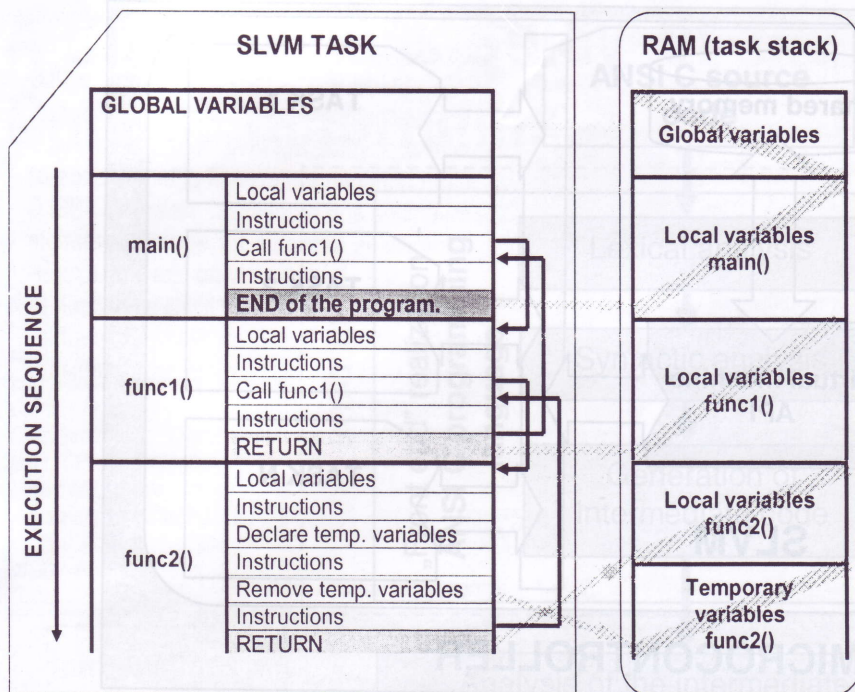 SLVM TASK
GLOBAL VARIABLES
EXECUTION SEQUENCE
main()
Local variables
Instructions
Call func1()
Instructions
END of the program.
func1()
Local variables
Instructions
Call func1()
Instructions
RETURN
func2()
Local variables
Instructions
Declare temp. variables
Instructions
Remove temp. variables
Instructions
RETURN
RAM (task stack)
Global variables
Local variables
main()
Local variables
func1()
Local variables
func2()
Temporary
variables
func2()